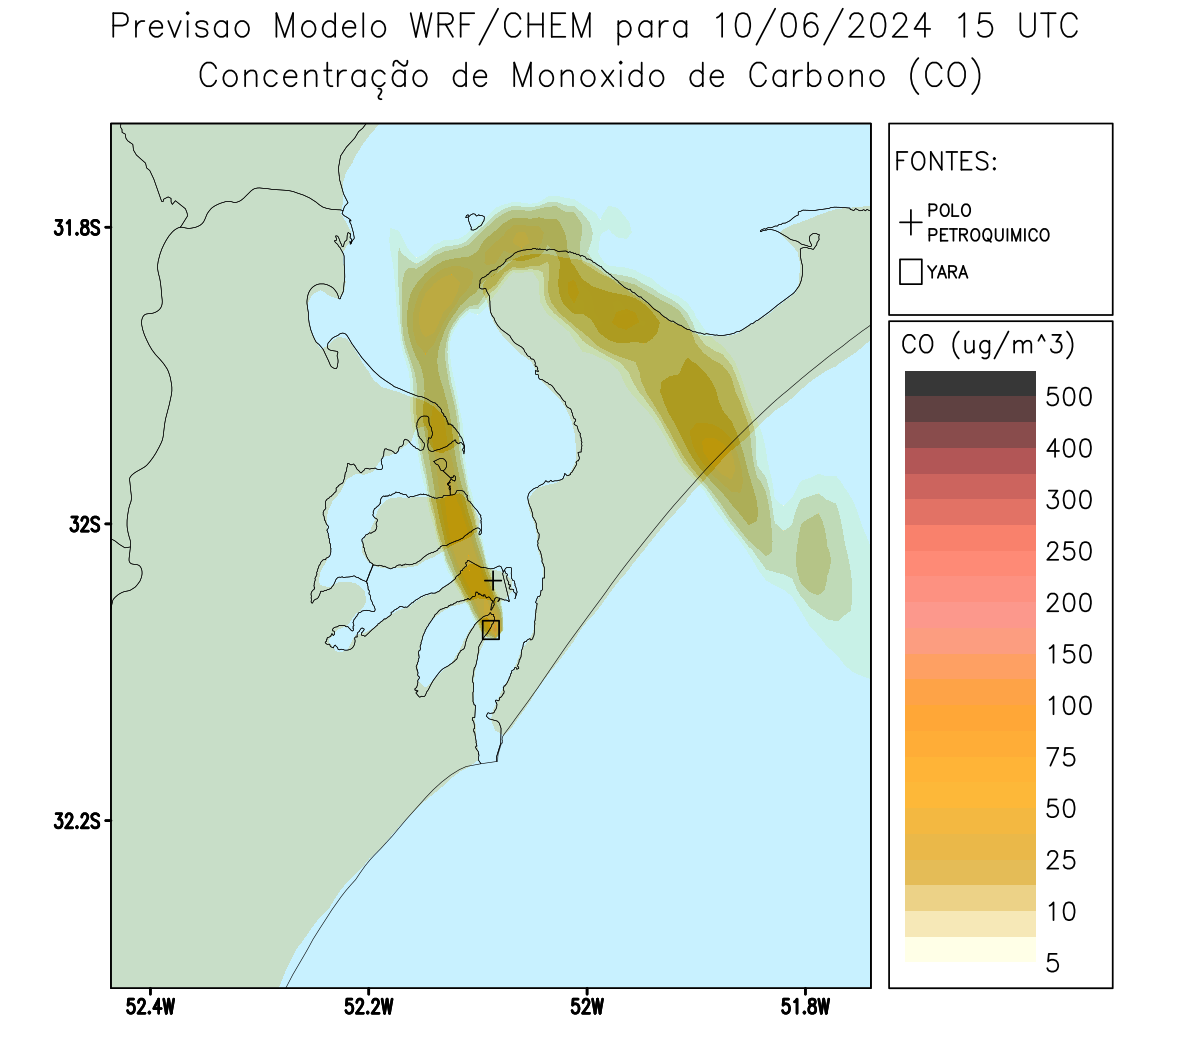 Previsao Modelo WRF/CHEM para 10/06/2024 15 UTC
Concentração de Monoxido de Carbono (CO)
FONTES:
POLO
PETROQUIMICO
YARA
CO (ug/m^3)
500
400
300
250
200
150
100
75
50
25
10
5
31.8S
32S
32.2S
52.4W
52.2W
52W
51.8W